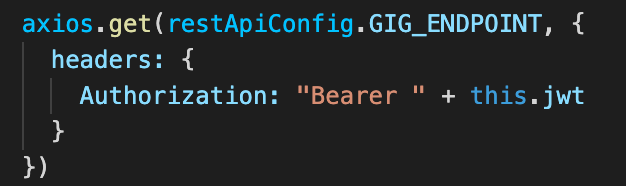 axios.get(restApiConfig.GIG_ENDPOINT, {
  headers: {
    Authorization: "Bearer " + this.jwt
  }
})